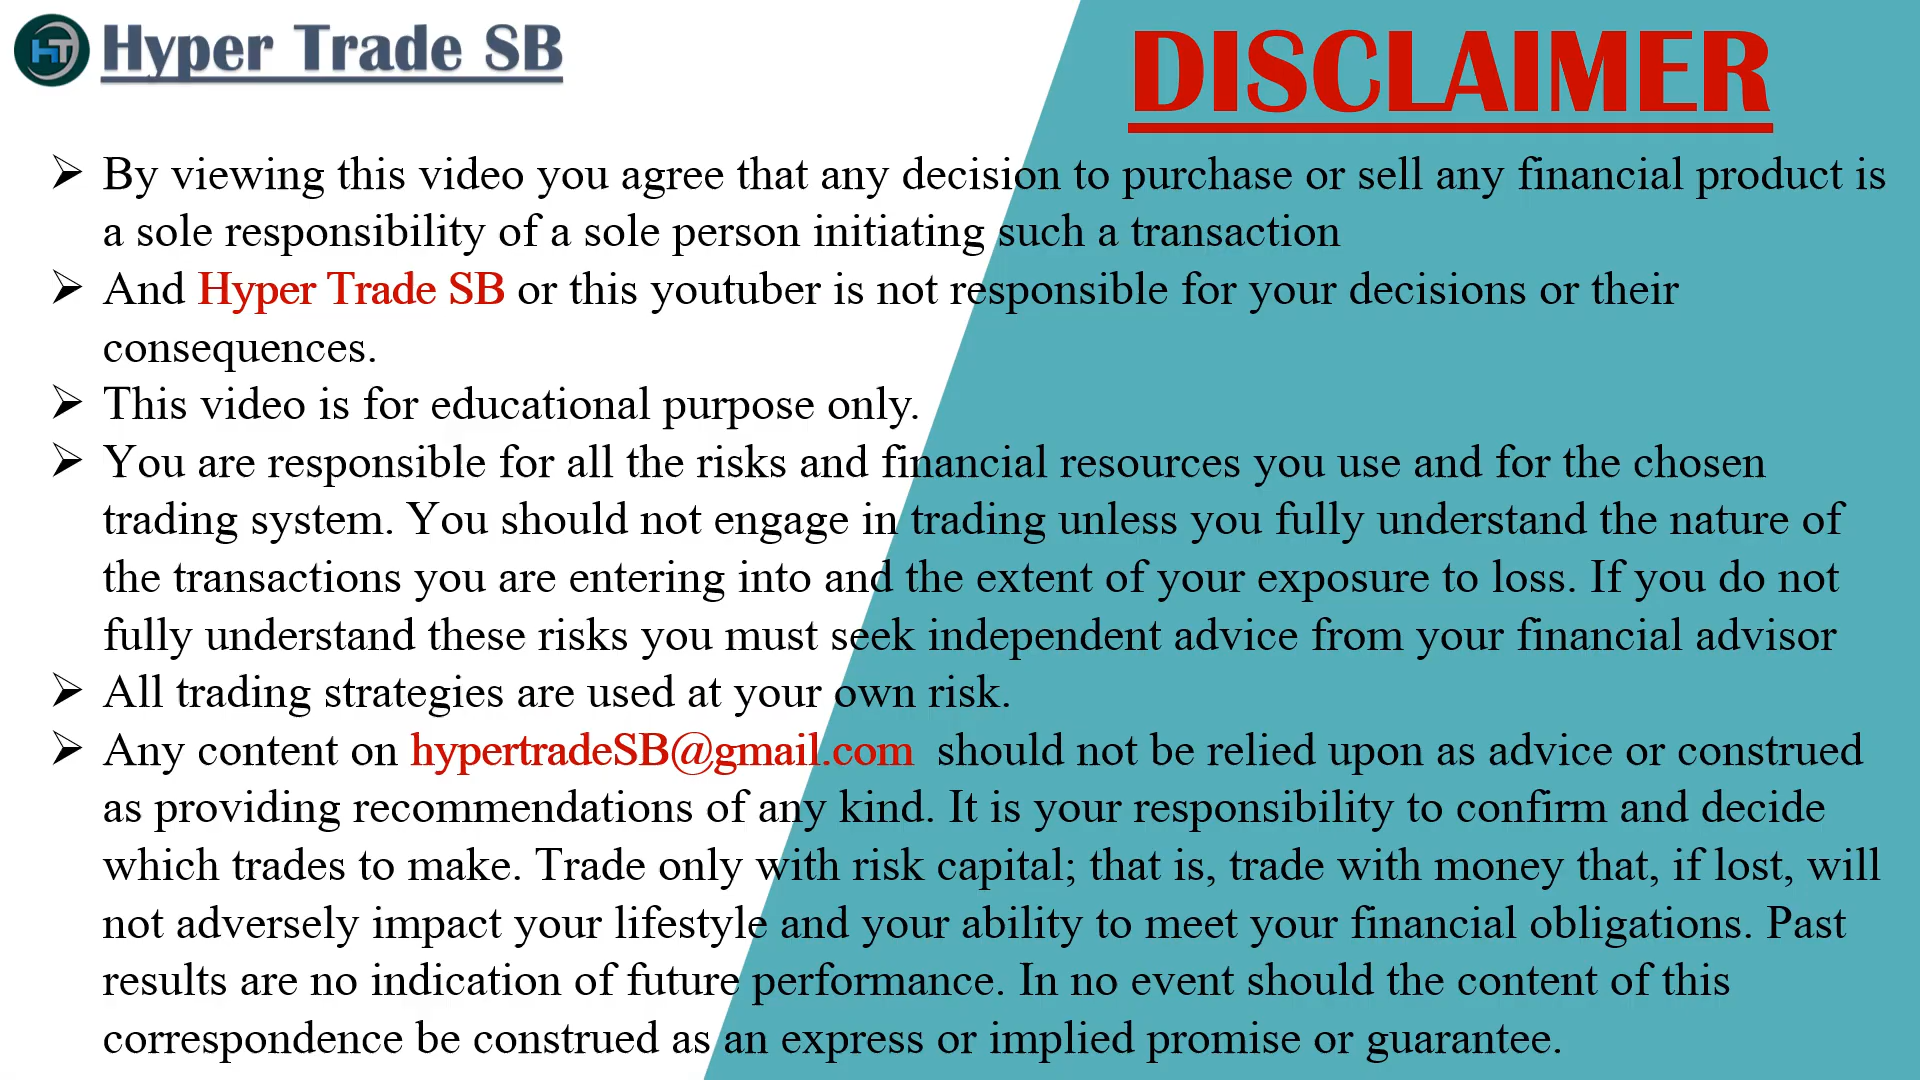 HT Hyper Trade SB
DISCLAIMER
➢ By viewing this video you agree that any decision to purchase or sell any financial product is
a sole responsibility of a sole person initiating such a transaction
➢ And Hyper Trade SB or this youtuber is not responsible for your decisions or their
consequences.
➢ This video is for educational purpose only.
➢ You are responsible for all the risks and financial resources you use and for the chosen
trading system. You should not engage in trading unless you fully understand the nature of
the transactions you are entering into and the extent of your exposure to loss. If you do not
fully understand these risks you must seek independent advice from your financial advisor
➢ All trading strategies are used at your own risk.
➢ Any content on hypertradeSB@gmail.com should not be relied upon as advice or construed
as providing recommendations of any kind. It is your responsibility to confirm and decide
which trades to make. Trade only with risk capital; that is, trade with money that, if lost, will
not adversely impact your lifestyle and your ability to meet your financial obligations. Past
results are no indication of future performance. In no event should the content of this
correspondence be construed as an express or implied promise or guarantee.